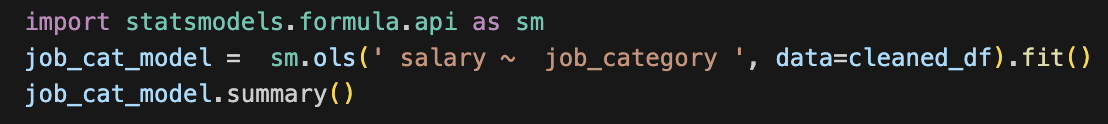 import statsmodels.formula.api as sm
job_cat_model =  sm.ols(' salary ~  job_category ', data=cleaned_df).fit()
job_cat_model.summary()